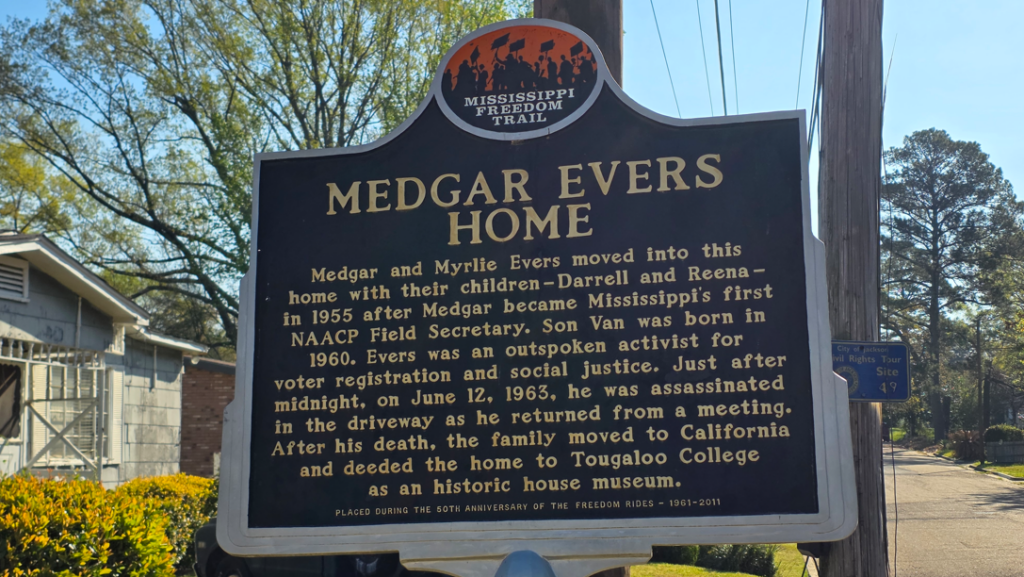 MISSISSIPPI
FREEDOM
TRAIL
MEDGAR EVERS
HOME
Medgar and Myrlie Evers moved into this
home with their children—Darrell and Reena—
in 1955 after Medgar became Mississippi's first
NAACP Field Secretary. Son Van was born in
1960. Evers was an outspoken activist for
voter registration and social justice. Just after
midnight, on June 12, 1963, he was assassinated
in the driveway as he returned from a meeting.
After his death, the family moved to California
and deeded the home to Tougaloo College
as an historic house museum.
PLACED DURING THE 50TH ANNIVERSARY OF THE FREEDOM RIDES – 1961-2011
City of Jackson
Rights Tour
Site
49